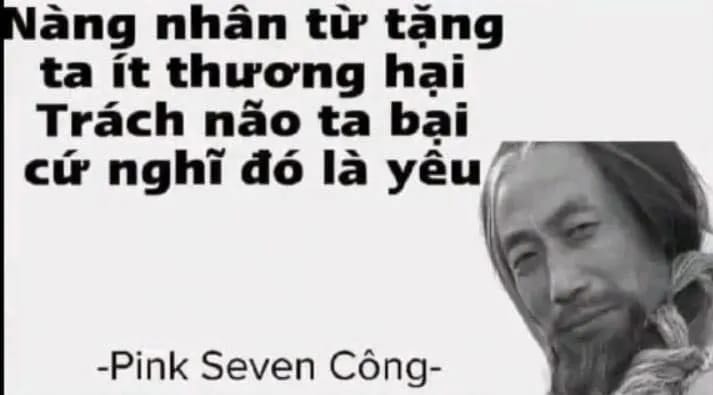 Nàng nhân từ tặng
ta ít thương hại
Trách não ta bại
cứ nghĩ đó là yêu
-Pink Seven Công-